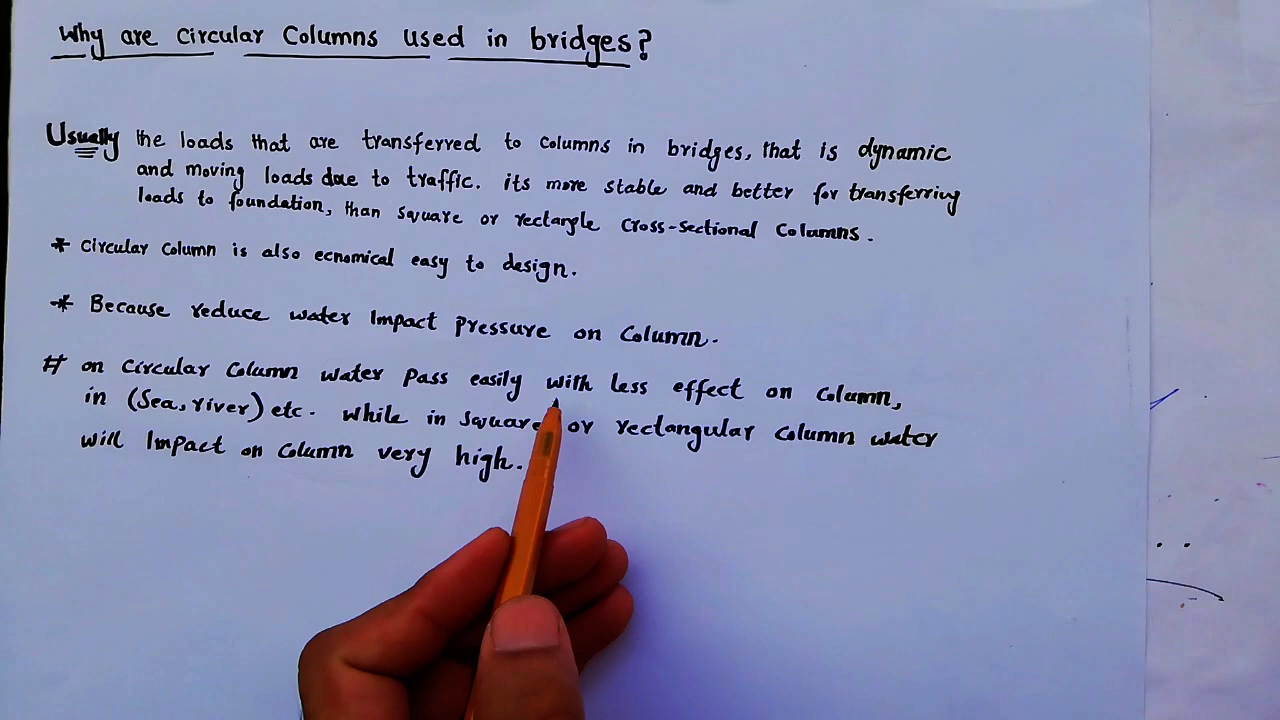 Why are Circular Columns used in bridges?
Usually the loads that are transferred to columns in bridges, that is dynamic
and moving loads due to traffic. its more stable and better for transferring
loads to foundation, than square or rectangle cross-sectional columns.
* Circular column is also ecnomical easy to design.
* Because reduce water Impact pressure on column.
# on circular column water pass easily with less effect on column,
in (Sea, river) etc. while in square or rectangular column water
will Impact on column very high.